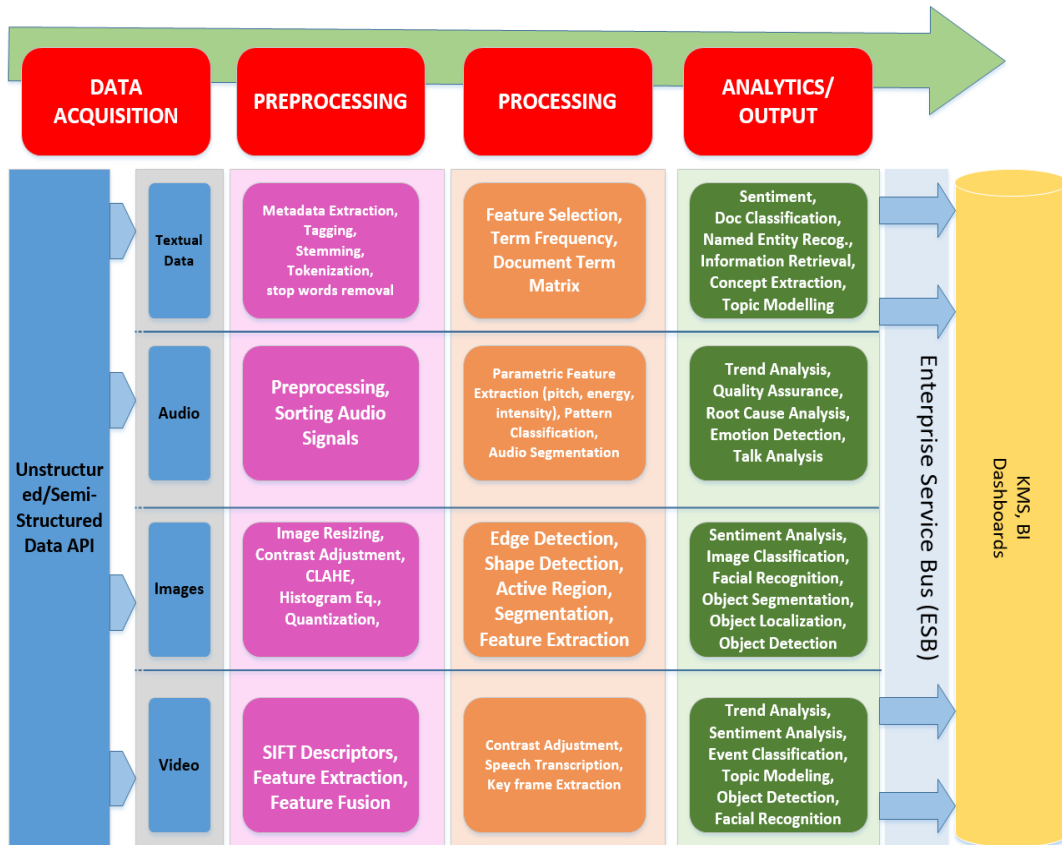 DATA
ACQUISITION
PREPROCESSING
PROCESSING
ANALYTICS/
OUTPUT
Unstructur
ed/Semi-
Structured
Data API
Textual
Data
Metadata Extraction,
Tagging,
Stemming,
Tokenization,
stop words removal
Feature Selection,
Term Frequency,
Document Term
Matrix
Sentiment,
Doc Classification,
Named Entity Recog.,
Information Retrieval,
Concept Extraction,
Topic Modelling
Audio
Preprocessing,
Sorting Audio
Signals
Parametric Feature
Extraction (pitch, energy,
intensity), Pattern
Classification,
Audio Segmentation
Trend Analysis,
Quality Assurance,
Root Cause Analysis,
Emotion Detection,
Talk Analysis
Images
Image Resizing,
Contrast Adjustment,
CLAHE,
Histogram Eq.,
Quantization,
Edge Detection,
Shape Detection,
Active Region,
Segmentation,
Feature Extraction
Sentiment Analysis,
Image Classification,
Facial Recognition,
Object Segmentation,
Object Localization,
Object Detection
Video
SIFT Descriptors,
Feature Extraction,
Feature Fusion
Contrast Adjustment,
Speech Transcription,
Key frame Extraction
Trend Analysis,
Sentiment Analysis,
Event Classification,
Topic Modeling,
Object Detection,
Facial Recognition
Enterprise Service Bus (ESB)
KMS, BI
Dashboards